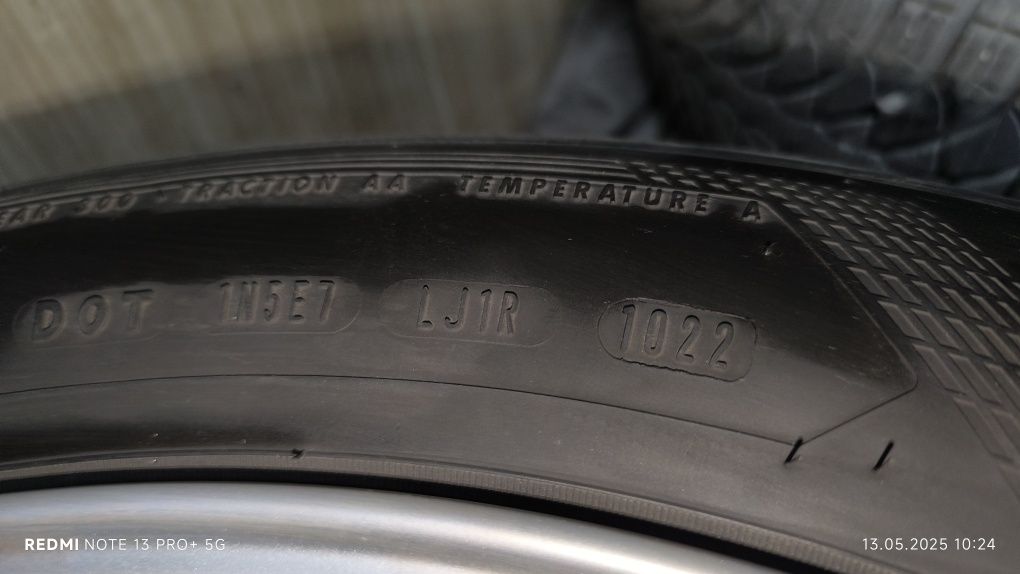 TRACTION AA TEMPERATURE A
DOT 1N5E7 LJ1R 1022
REDMI NOTE 13 PRO+ 5G
13.05.2025 10:24